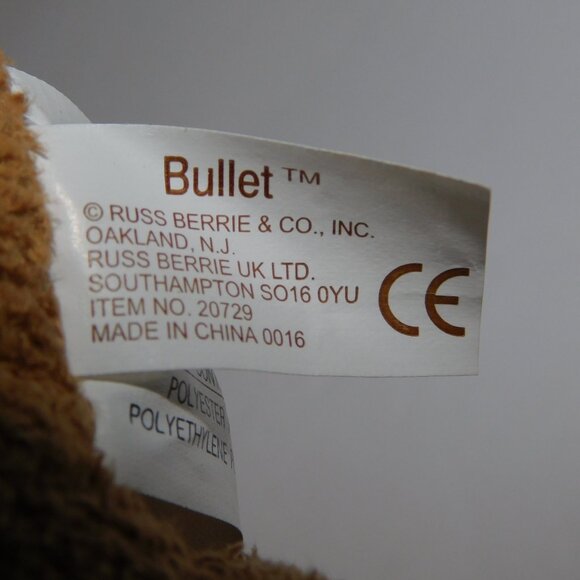 Bullet ™
© RUSS BERRIE & CO., INC.
OAKLAND, N.J.
RUSS BERRIE UK LTD.
SOUTHAMPTON SO16 0YU
ITEM NO. 20729
MADE IN CHINA 0016
CE
POLYESTER
POLYETHYLENE